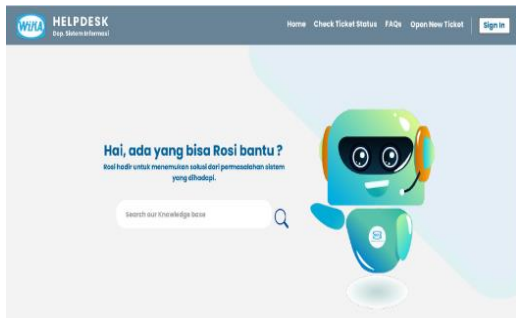 WIKA
HELPDESK
Dep. Sistem Informasi
Home Check Ticket Status FAQs Open New Ticket Sign In
Hai, ada yang bisa Rosi bantu ?
Rosi hadir untuk menemukan solusi dari permasalahan sistem
yang dihadapi.
Search our Knowledge base